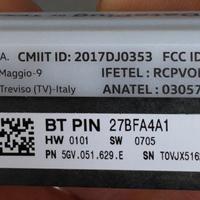 A. CMIIT ID: 2017DJ0353 FCC ID
Maggio-9 IFETEL: RCPVO
Treviso (TV)-Italy ANATEL: 03057
BT PIN 27BFA4A1
HW 0101 SW 0705
PN 5GV.051.629.E SN TOVJX516